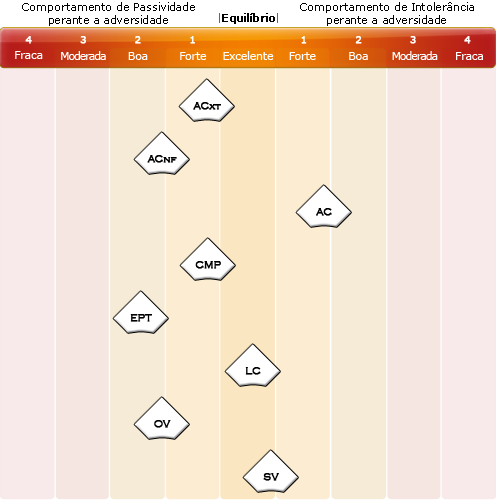 Comportamento de Passividade
perante a adversidade
|Equilíbrio|
Comportamento de Intolerância
perante a adversidade
4 3 2 1 1 2 3 4
Fraca Moderada Boa Forte Excelente Forte Boa Moderada Fraca
ACXT
ACNF
AC
CMP
EPT
LC
OV
SV